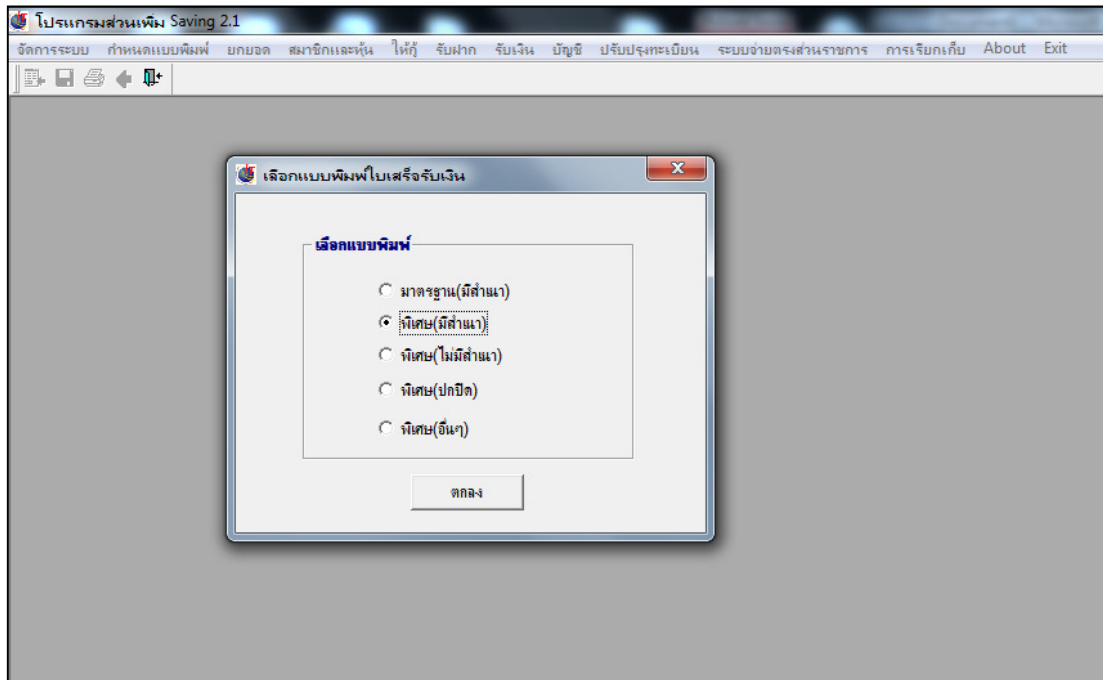 โปรแกรมส่วนเพิ่ม Saving 2.1
จัดการระบบ กำหนดแบบพิมพ์ ยกยอด สมาชิกและหุ้น ให้กู้ รับฝาก รับเงิน บัญชี ปรับปรุงทะเบียน ระบบจ่ายตรงส่วนราชการ การเรียกเก็บ About Exit
เลือกแบบพิมพ์ใบเสร็จรับเงิน
เลือกแบบพิมพ์
มาตรฐาน(มีสำเนา)
พิเศษ(มีสำเนา)
พิเศษ(ไม่มีสำเนา)
พิเศษ(ปกปิด)
พิเศษ(อื่นๆ)
ตกลง